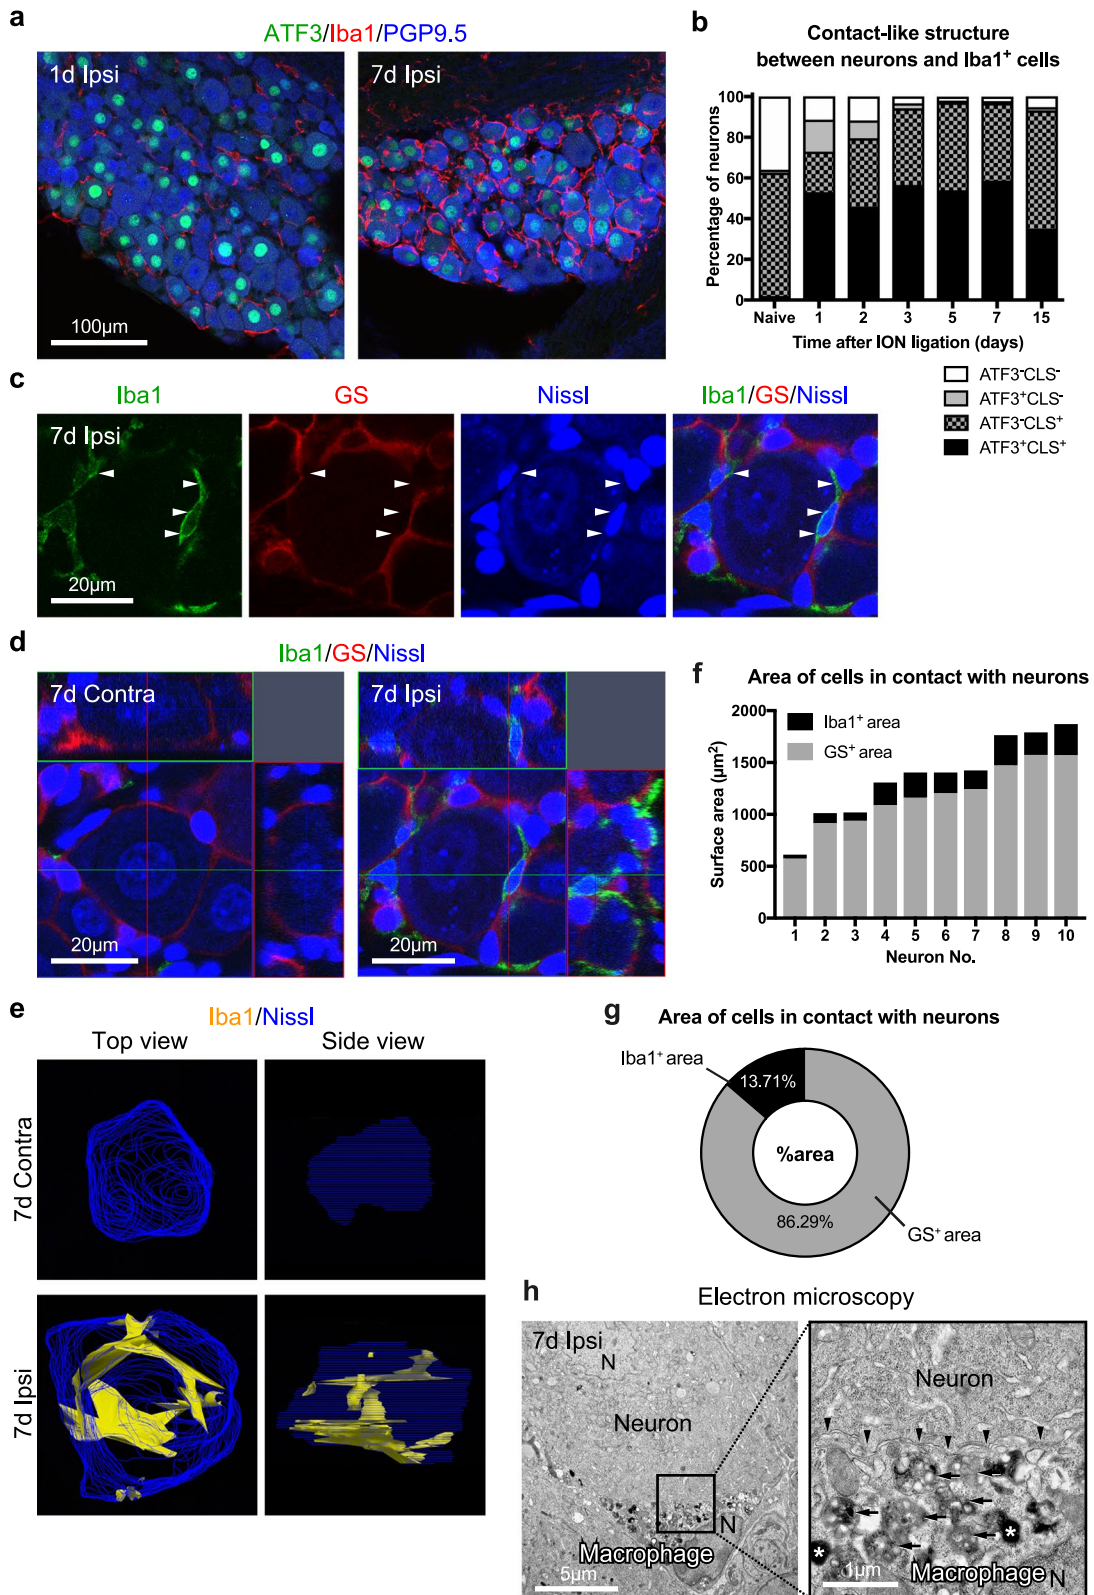 a
ATF3/Iba1/PGP9.5
1d Ipsi
7d Ipsi
100µm
b
Contact-like structure
between neurons and Iba1⁺ cells
Percentage of neurons
100
80
60
40
20
0
Naive 1 2 3 5 7 15
Time after ION ligation (days)
ATF3⁻CLS⁻
ATF3⁺CLS⁻
ATF3⁻CLS⁺
ATF3⁺CLS⁺
c
Iba1
GS
Nissl
Iba1/GS/Nissl
7d Ipsi
20µm
d
Iba1/GS/Nissl
7d Contra
7d Ipsi
20µm
20µm
e
Iba1/Nissl
Top view
Side view
7d Contra
7d Ipsi
f
Area of cells in contact with neurons
Iba1⁺ area
GS⁺ area
Surface area (µm²)
2000
1500
1000
500
0
1 2 3 4 5 6 7 8 9 10
Neuron No.
g
Area of cells in contact with neurons
Iba1⁺ area
13.71%
%area
86.29%
GS⁺ area
h
Electron microscopy
7d Ipsi
N
Neuron
N
Macrophage
5µm
Neuron
*
*
Macrophage
N
1µm